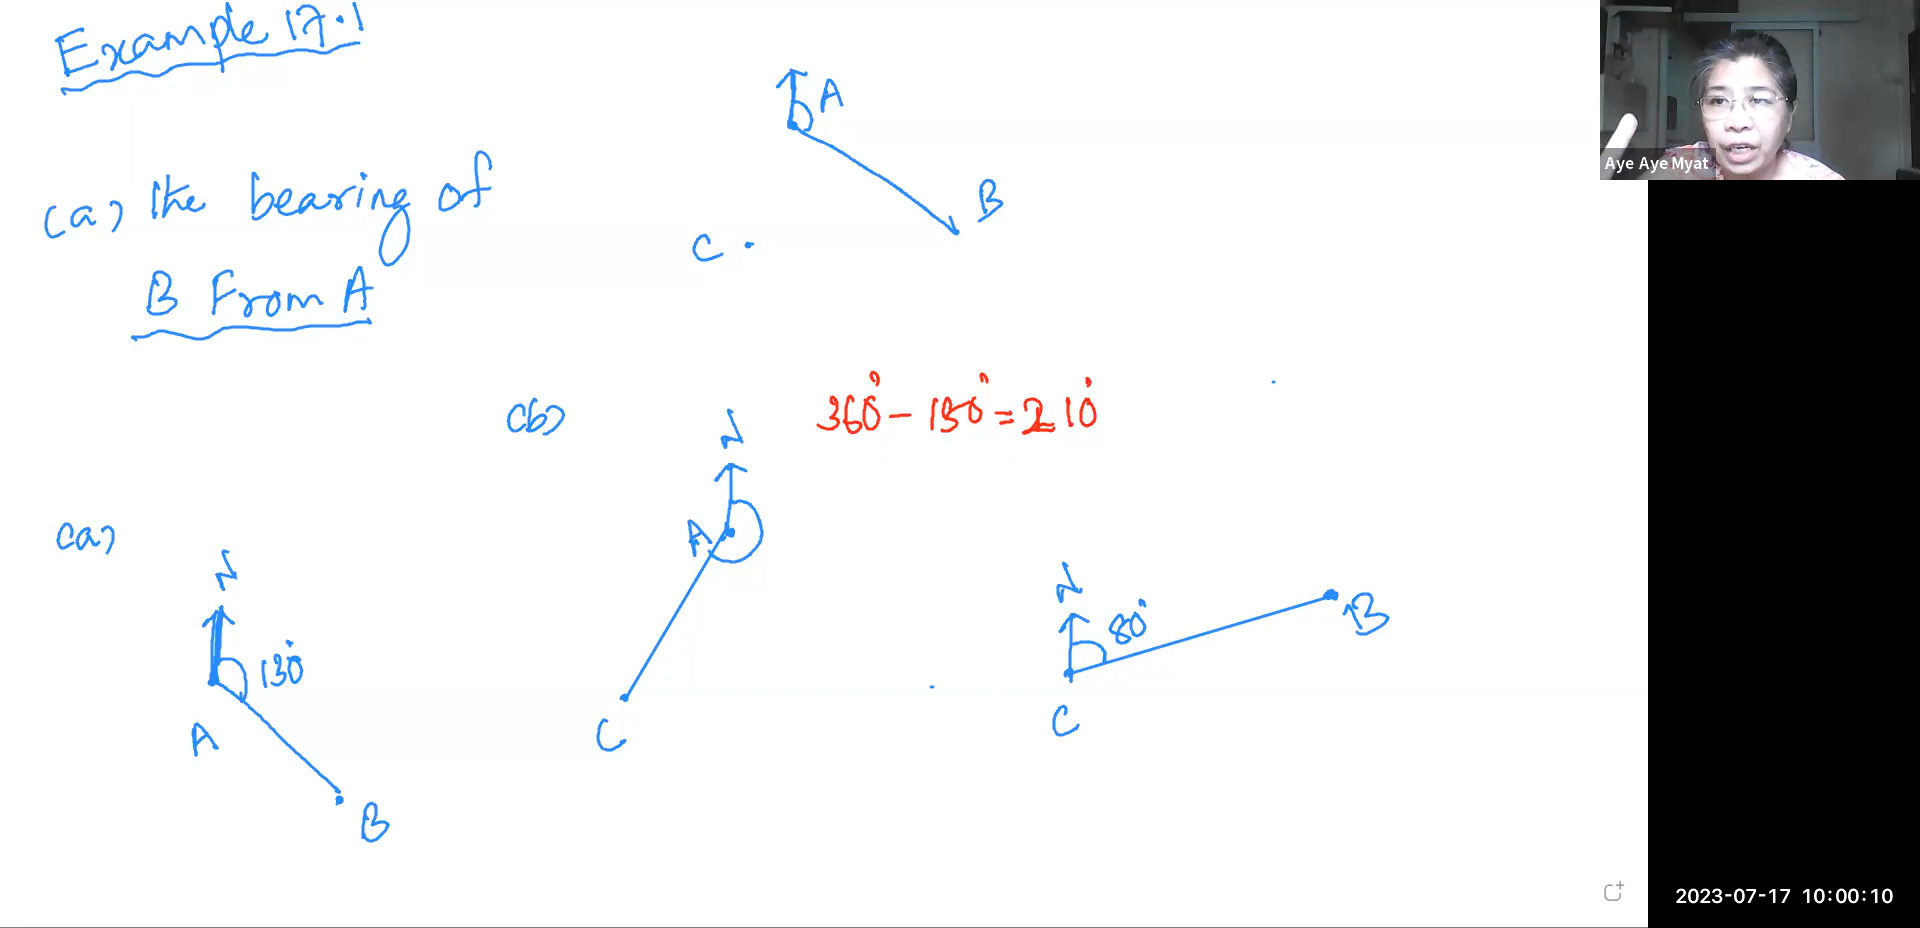 Example 17.1
A
Aye Aye Myat
(a) the bearing of
B
C
B From A
(b)
360° - 150° = 210°
N
(a)
A
N
N
80°
B
130°
C
C
A
B
2023-07-17 10:00:10